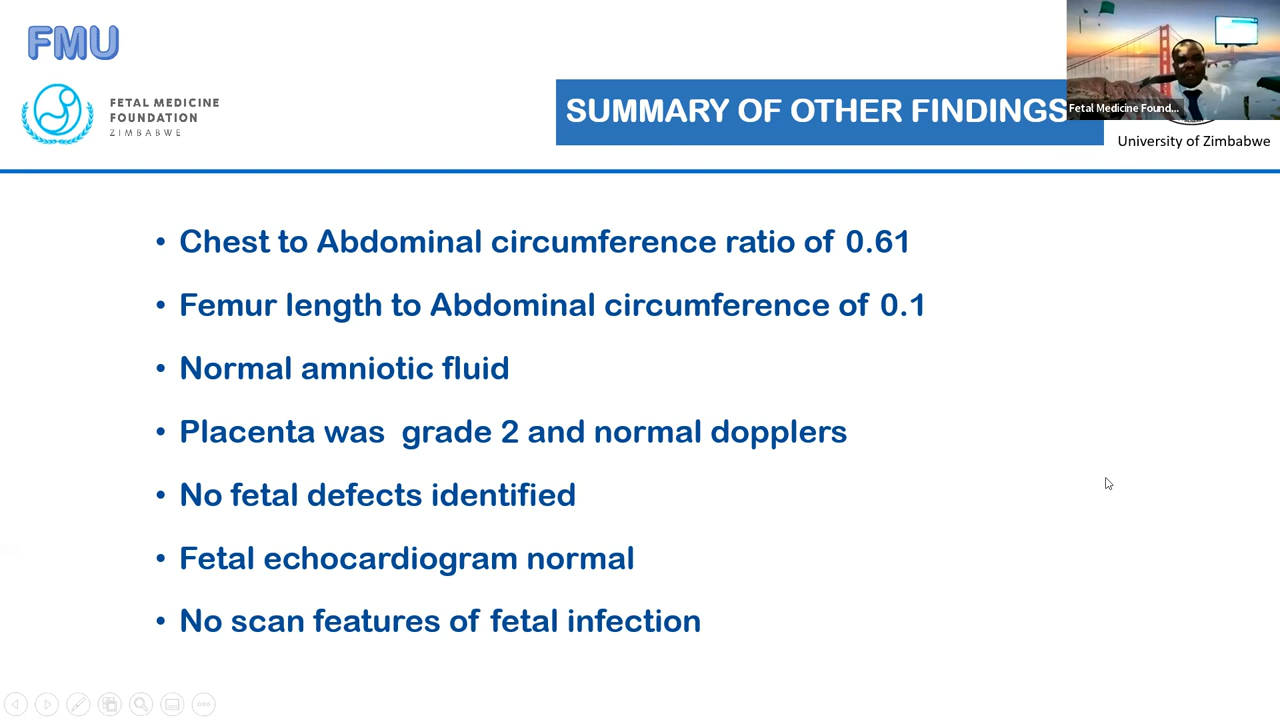 FMU
FETAL MEDICINE
FOUNDATION
ZIMBABWE
SUMMARY OF OTHER FINDINGS
Fetal Medicine Found...
University of Zimbabwe
• Chest to Abdominal circumference ratio of 0.61
• Femur length to Abdominal circumference of 0.1
• Normal amniotic fluid
• Placenta was grade 2 and normal dopplers
• No fetal defects identified
• Fetal echocardiogram normal
• No scan features of fetal infection